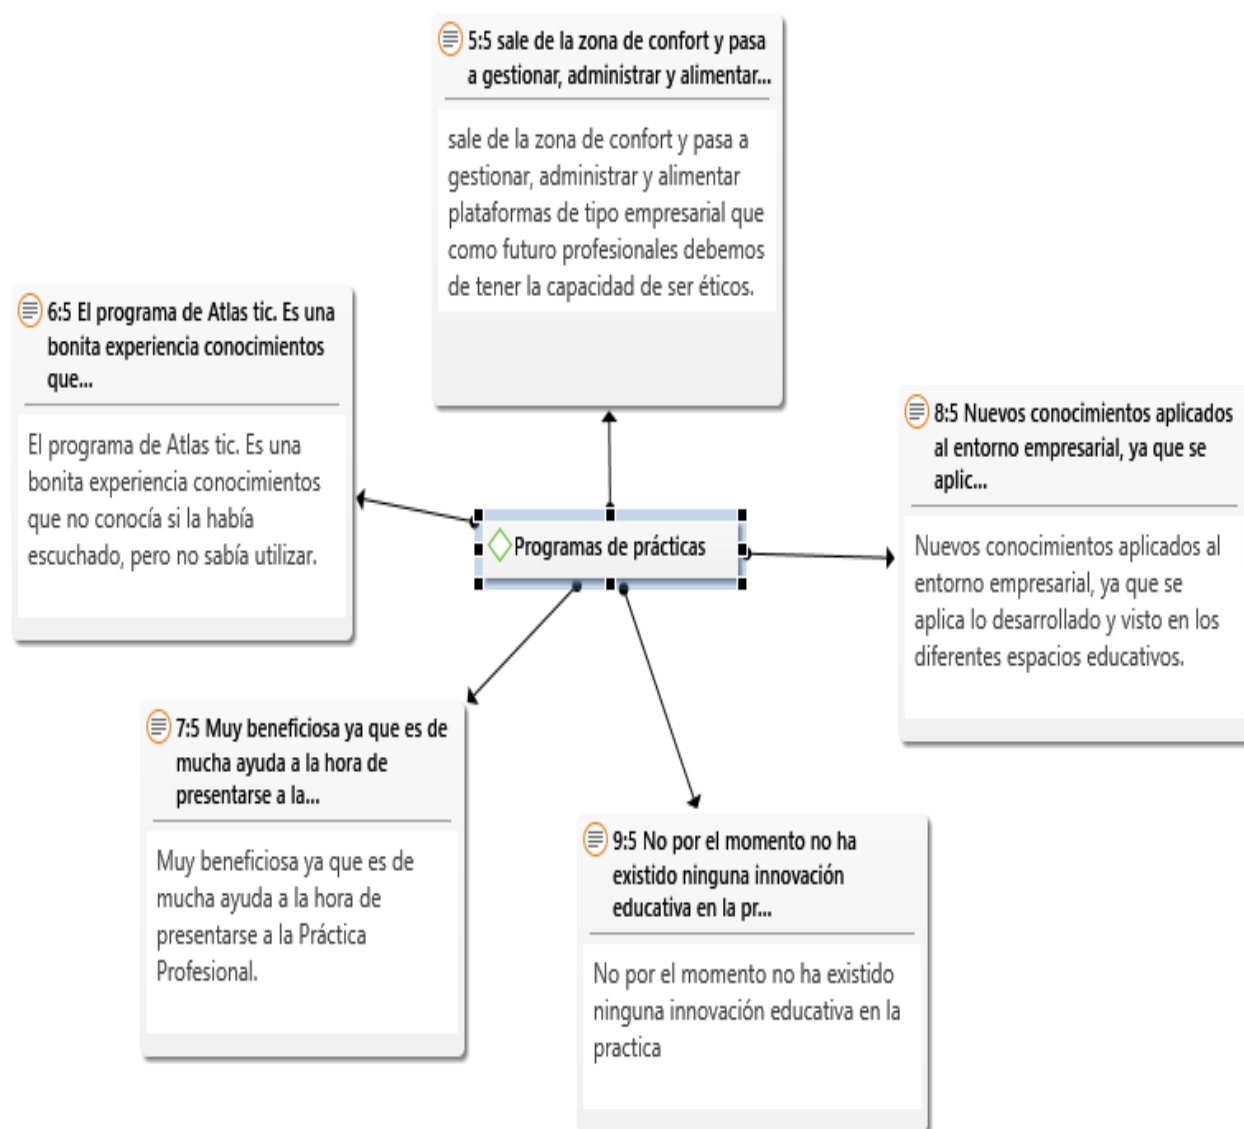 5:5 sale de la zona de confort y pasa
a gestionar, administrar y alimentar...
sale de la zona de confort y pasa a
gestionar, administrar y alimentar
plataformas de tipo empresarial que
como futuro profesionales debemos
de tener la capacidad de ser éticos.
6:5 El programa de Atlas tic. Es una
bonita experiencia conocimientos
que...
El programa de Atlas tic. Es una
bonita experiencia conocimientos
que no conocía si la había
escuchado, pero no sabía utilizar.
8:5 Nuevos conocimientos aplicados
al entorno empresarial, ya que se
aplic...
Nuevos conocimientos aplicados al
entorno empresarial, ya que se
aplica lo desarrollado y visto en los
diferentes espacios educativos.
Programas de prácticas
7:5 Muy beneficiosa ya que es de
mucha ayuda a la hora de
presentarse a la...
Muy beneficiosa ya que es de
mucha ayuda a la hora de
presentarse a la Práctica
Profesional.
9:5 No por el momento no ha
existido ninguna innovación
educativa en la pr...
No por el momento no ha existido
ninguna innovación educativa en la
practica